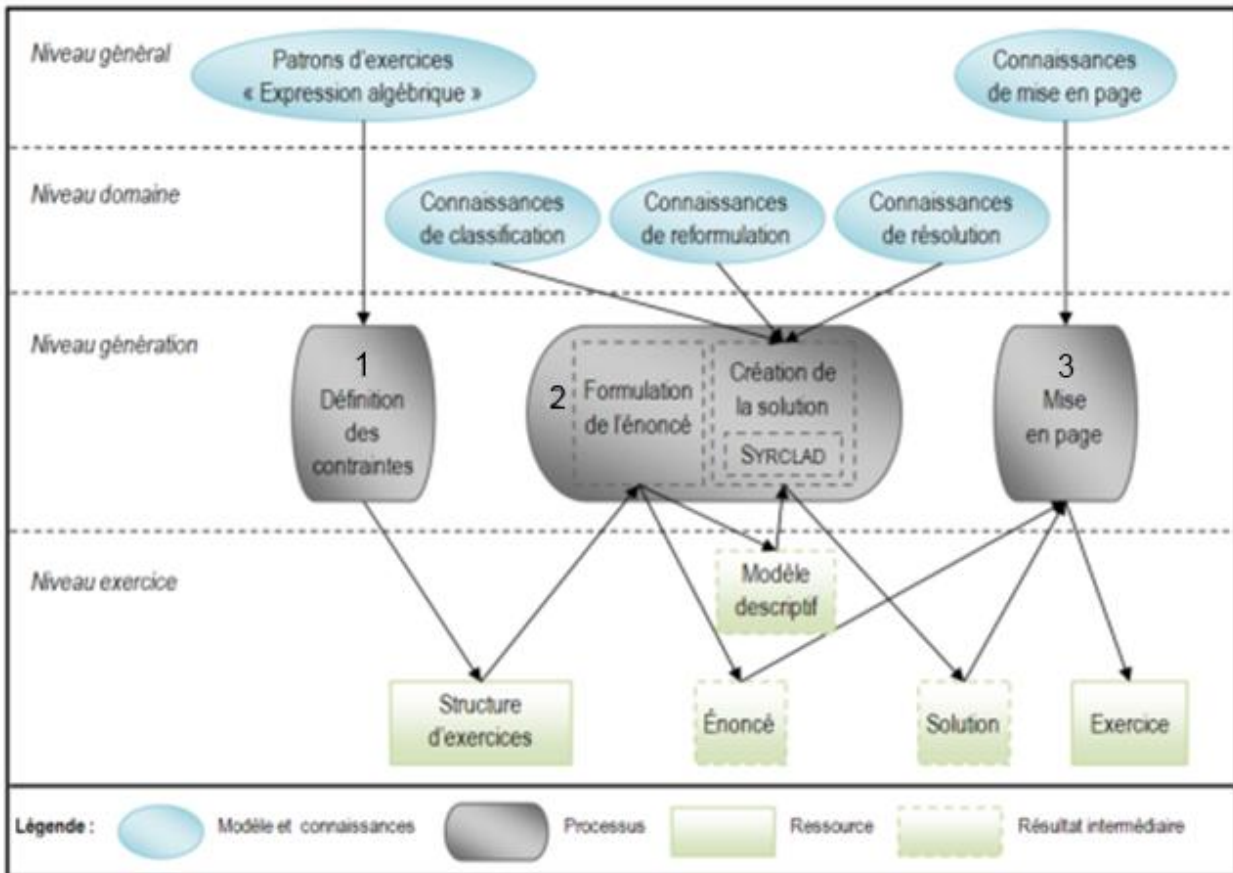 Niveau général
Patrons d'exercices
« Expression algébrique »
Connaissances
de mise en page
Niveau domaine
Connaissances
de classification
Connaissances
de reformulation
Connaissances
de résolution
Niveau génération
1
Définition
des
contraintes
2
Formulation
de l'énoncé
Création de
la solution
SYRCLAD
3
Mise
en page
Niveau exercice
Modèle
descriptif
Structure
d'exercices
Énoncé
Solution
Exercice
Légende :
Modèle et connaissances
Processus
Ressource
Résultat intermédiaire